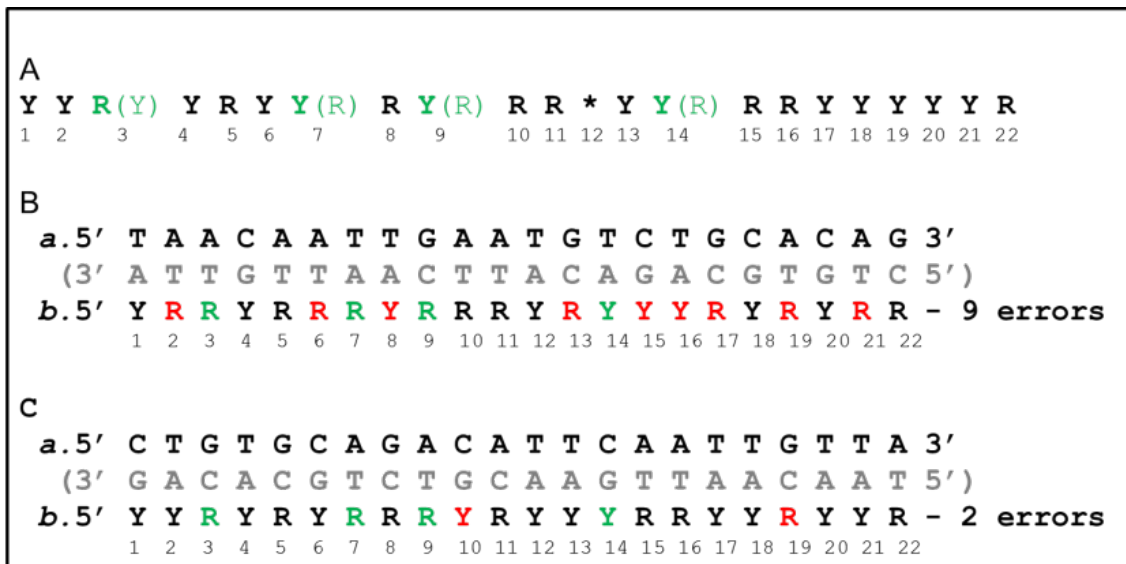 A
Y Y R(Y) Y R Y Y(R) R Y(R) R R * Y Y(R) R R Y Y Y Y Y R
1 2 3 4 5 6 7 8 9 10 11 12 13 14 15 16 17 18 19 20 21 22
B
a.5′ T A A C A A T T G A A T G T C T G C A C A G 3′
(3′ A T T G T T A A C T T A C A G A C G T G T C 5′)
b.5′ Y R R Y R R R Y R R R Y R Y Y Y R Y R Y R R - 9 errors
1 2 3 4 5 6 7 8 9 10 11 12 13 14 15 16 17 18 19 20 21 22
C
a.5′ C T G T G C A G A C A T T C A A T T G T T A 3′
(3′ G A C A C G T C T G C A A G T T A A C A A T 5′)
b.5′ Y Y R Y R Y R R R Y R Y Y Y R R Y Y R Y Y R - 2 errors
1 2 3 4 5 6 7 8 9 10 11 12 13 14 15 16 17 18 19 20 21 22